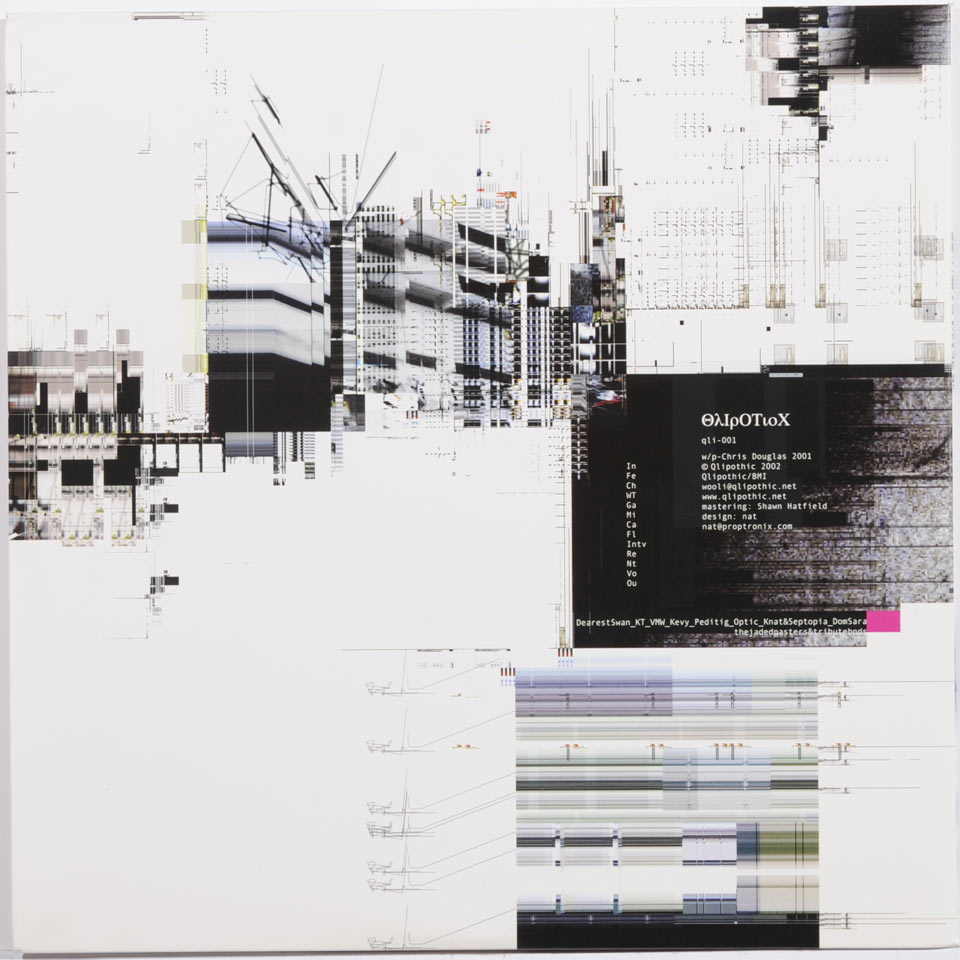 ΘλIρOTιoX
qli-001
w/p-Chris Douglas 2001
© Qlipothic 2002
Qlipothic/BMI
wooli@qlipothic.net
www.qlipothic.net
mastering: Shawn Hatfield
design: nat
nat@proptronix.com
In
Fe
Ch
WT
Ga
Mi
Ca
Fl
Intv
Re
Nt
Vo
Ou
DearestSwan_KT_VMW_Kevy_Peditig_Optic_Knat&Septopia_DomSara
thejadedpasters&tributebnds